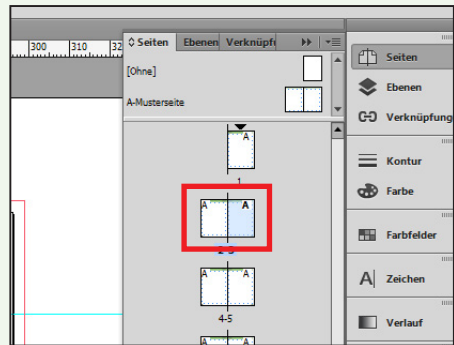 300 310 32
Seiten Ebenen Verknüpf
[Ohne]
A-Musterseite
A
1
A A
2-3
A A
4-5
A A
Seiten
Ebenen
Verknüpfung
Kontur
Farbe
Farbfelder
A Zeichen
Verlauf